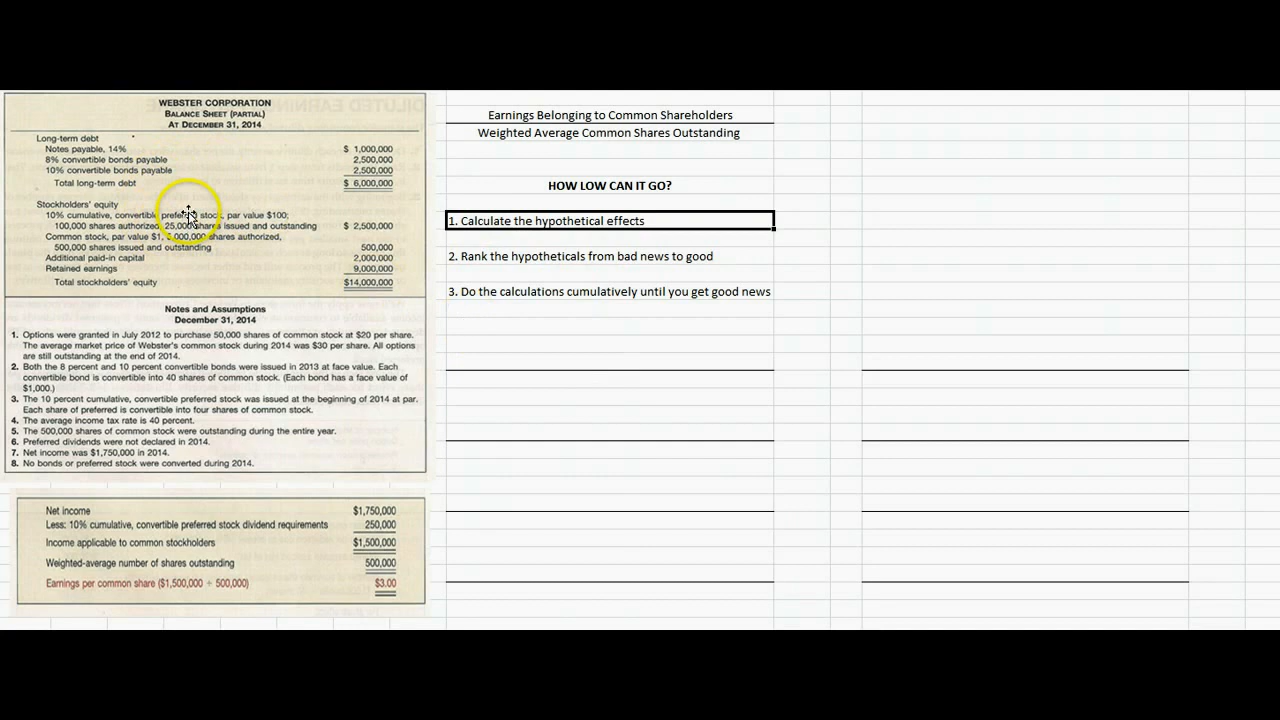 WEBSTER CORPORATION
BALANCE SHEET (PARTIAL)
AT DECEMBER 31, 2014
Long-term debt
Notes payable, 14% $ 1,000,000
8% convertible bonds payable 2,500,000
10% convertible bonds payable 2,500,000
Total long-term debt $ 6,000,000
Stockholders' equity
10% cumulative, convertible preferred stock, par value $100;
100,000 shares authorized, 25,000 shares issued and outstanding $ 2,500,000
Common stock, par value $1, 5,000,000 shares authorized,
500,000 shares issued and outstanding 500,000
Additional paid-in capital 2,000,000
Retained earnings 9,000,000
Total stockholders' equity $14,000,000
Notes and Assumptions
December 31, 2014
1. Options were granted in July 2012 to purchase 50,000 shares of common stock at $20 per share.
The average market price of Webster's common stock during 2014 was $30 per share. All options
are still outstanding at the end of 2014.
2. Both the 8 percent and 10 percent convertible bonds were issued in 2013 at face value. Each
convertible bond is convertible into 40 shares of common stock. (Each bond has a face value of
$1,000.)
3. The 10 percent cumulative, convertible preferred stock was issued at the beginning of 2014 at par.
Each share of preferred is convertible into four shares of common stock.
4. The average income tax rate is 40 percent.
5. The 500,000 shares of common stock were outstanding during the entire year.
6. Preferred dividends were not declared in 2014.
7. Net income was $1,750,000 in 2014.
8. No bonds or preferred stock were converted during 2014.
Net income $1,750,000
Less: 10% cumulative, convertible preferred stock dividend requirements 250,000
Income applicable to common stockholders $1,500,000
Weighted-average number of shares outstanding 500,000
Earnings per common share ($1,500,000 ÷ 500,000) $3.00
Earnings Belonging to Common Shareholders
Weighted Average Common Shares Outstanding
HOW LOW CAN IT GO?
1. Calculate the hypothetical effects
2. Rank the hypotheticals from bad news to good
3. Do the calculations cumulatively until you get good news